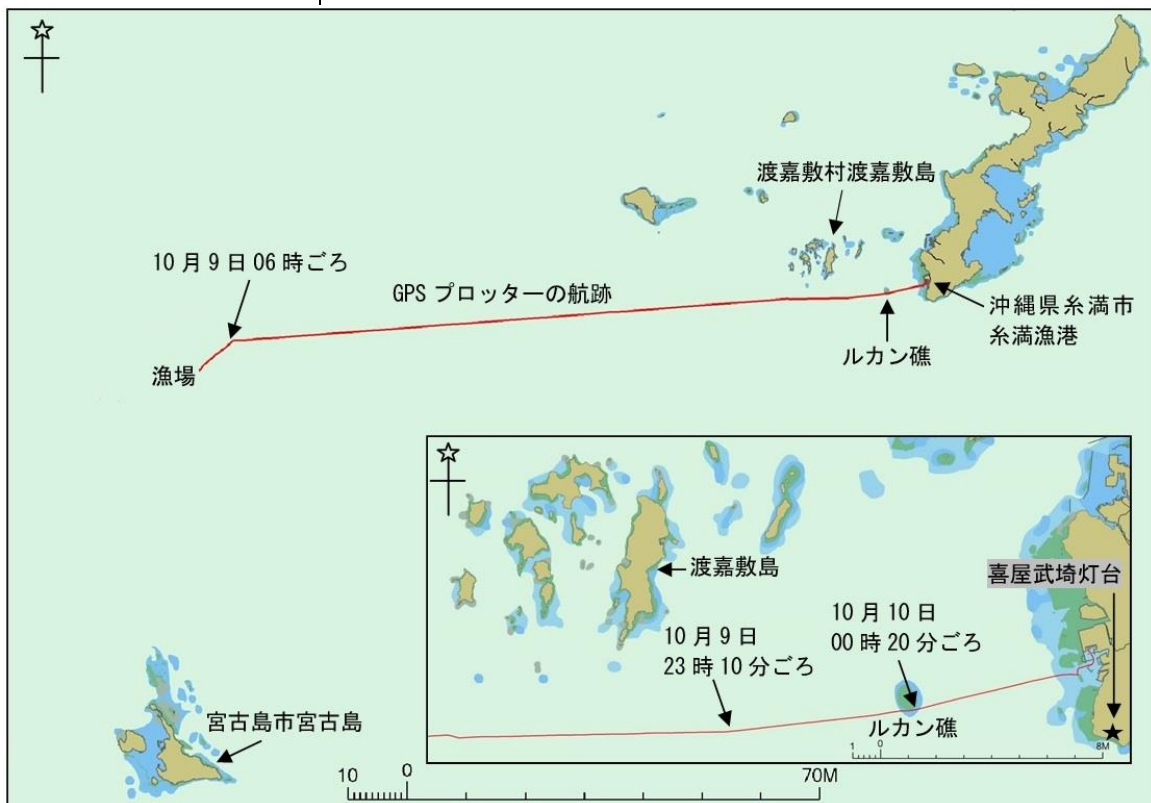 渡嘉敷村渡嘉敷島
10月9日06時ごろ
GPSプロッターの航跡
沖縄県糸満市
糸満漁港
ルカン礁
漁場
喜屋武埼灯台
渡嘉敷島
10月10日
00時20分ごろ
10月9日
23時10分ごろ
ルカン礁
1 0 8M
宮古島市宮古島
10 0 70M